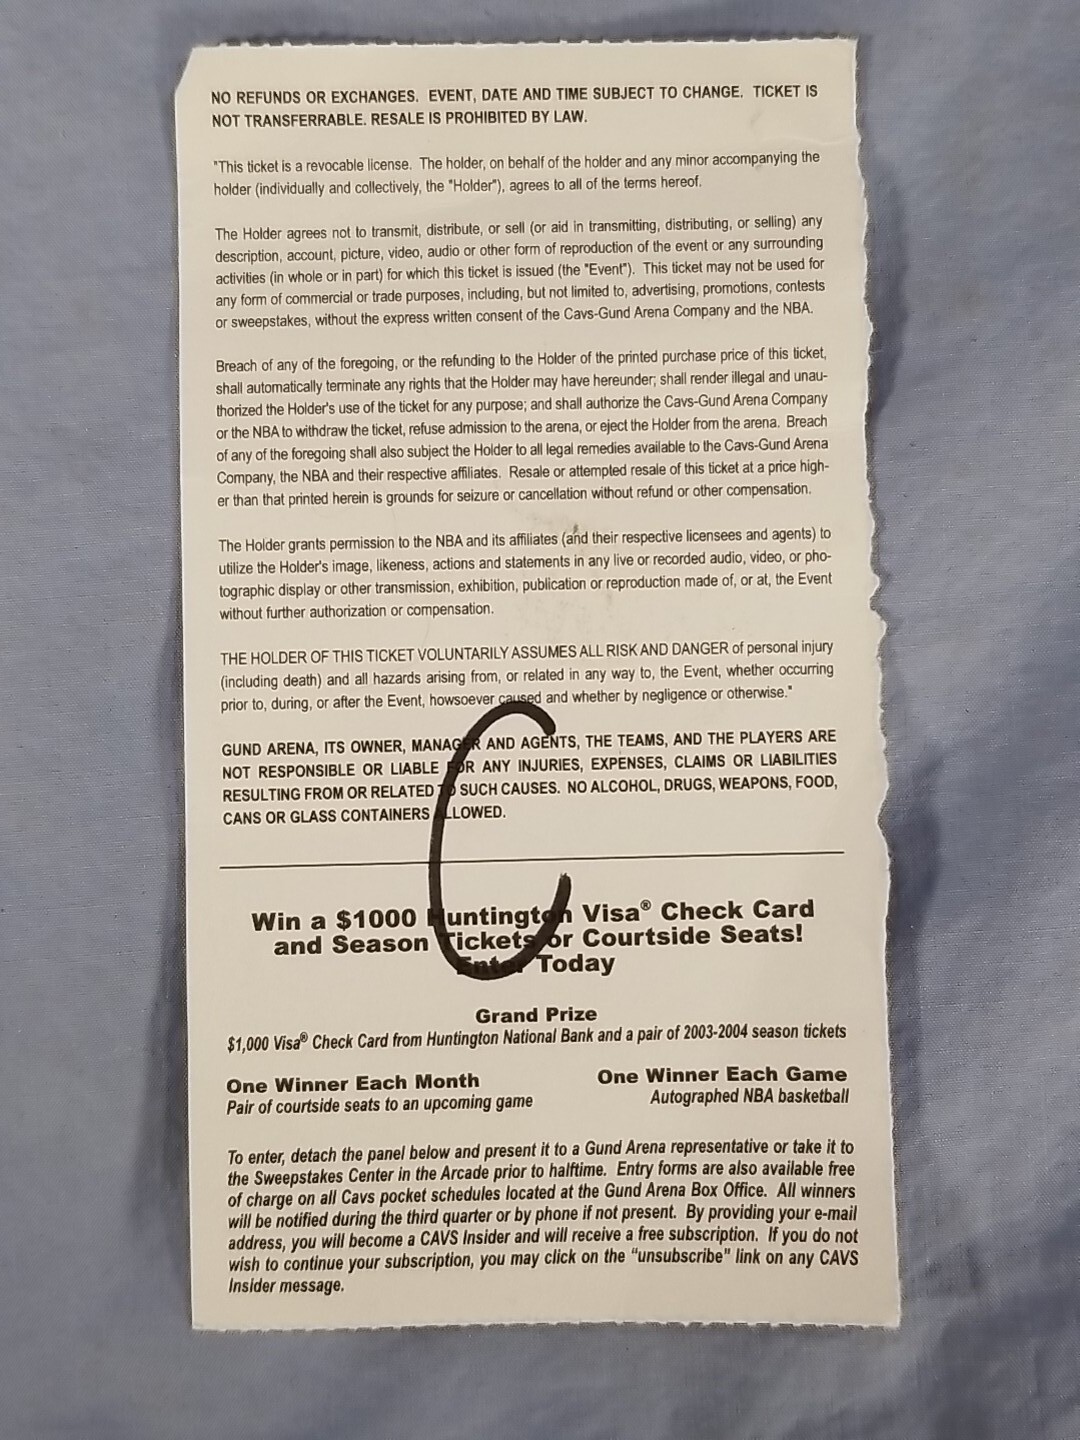 NO REFUNDS OR EXCHANGES. EVENT, DATE AND TIME SUBJECT TO CHANGE. TICKET IS
NOT TRANSFERRABLE. RESALE IS PROHIBITED BY LAW.
"This ticket is a revocable license. The holder, on behalf of the holder and any minor accompanying the
holder (individually and collectively, the "Holder"), agrees to all of the terms hereof.
The Holder agrees not to transmit, distribute, or sell (or aid in transmitting, distributing, or selling) any
description, account, picture, video, audio or other form of reproduction of the event or any surrounding
activities (in whole or in part) for which this ticket is issued (the "Event"). This ticket may not be used for
any form of commercial or trade purposes, including, but not limited to, advertising, promotions, contests
or sweepstakes, without the express written consent of the Cavs-Gund Arena Company and the NBA.
Breach of any of the foregoing, or the refunding to the Holder of the printed purchase price of this ticket,
shall automatically terminate any rights that the Holder may have hereunder; shall render illegal and unau-
thorized the Holder's use of the ticket for any purpose; and shall authorize the Cavs-Gund Arena Company
or the NBA to withdraw the ticket, refuse admission to the arena, or eject the Holder from the arena. Breach
of any of the foregoing shall also subject the Holder to all legal remedies available to the Cavs-Gund Arena
Company, the NBA and their respective affiliates. Resale or attempted resale of this ticket at a price high-
er than that printed herein is grounds for seizure or cancellation without refund or other compensation.
The Holder grants permission to the NBA and its affiliates (and their respective licensees and agents) to
utilize the Holder's image, likeness, actions and statements in any live or recorded audio, video, or pho-
tographic display or other transmission, exhibition, publication or reproduction made of, or at, the Event
without further authorization or compensation.
THE HOLDER OF THIS TICKET VOLUNTARILY ASSUMES ALL RISK AND DANGER of personal injury
(including death) and all hazards arising from, or related in any way to, the Event, whether occurring
prior to, during, or after the Event, howsoever caused and whether by negligence or otherwise."
GUND ARENA, ITS OWNER, MANAGER AND AGENTS, THE TEAMS, AND THE PLAYERS ARE
NOT RESPONSIBLE OR LIABLE FOR ANY INJURIES, EXPENSES, CLAIMS OR LIABILITIES
RESULTING FROM OR RELATED TO SUCH CAUSES. NO ALCOHOL, DRUGS, WEAPONS, FOOD,
CANS OR GLASS CONTAINERS ALLOWED.
C
Win a $1000 Huntington Visa® Check Card
and Season Tickets or Courtside Seats!
Enter Today
Grand Prize
$1,000 Visa® Check Card from Huntington National Bank and a pair of 2003-2004 season tickets
One Winner Each Month
Pair of courtside seats to an upcoming game
One Winner Each Game
Autographed NBA basketball
To enter, detach the panel below and present it to a Gund Arena representative or take it to
the Sweepstakes Center in the Arcade prior to halftime. Entry forms are also available free
of charge on all Cavs pocket schedules located at the Gund Arena Box Office. All winners
will be notified during the third quarter or by phone if not present. By providing your e-mail
address, you will become a CAVS Insider and will receive a free subscription. If you do not
wish to continue your subscription, you may click on the "unsubscribe" link on any CAVS
Insider message.